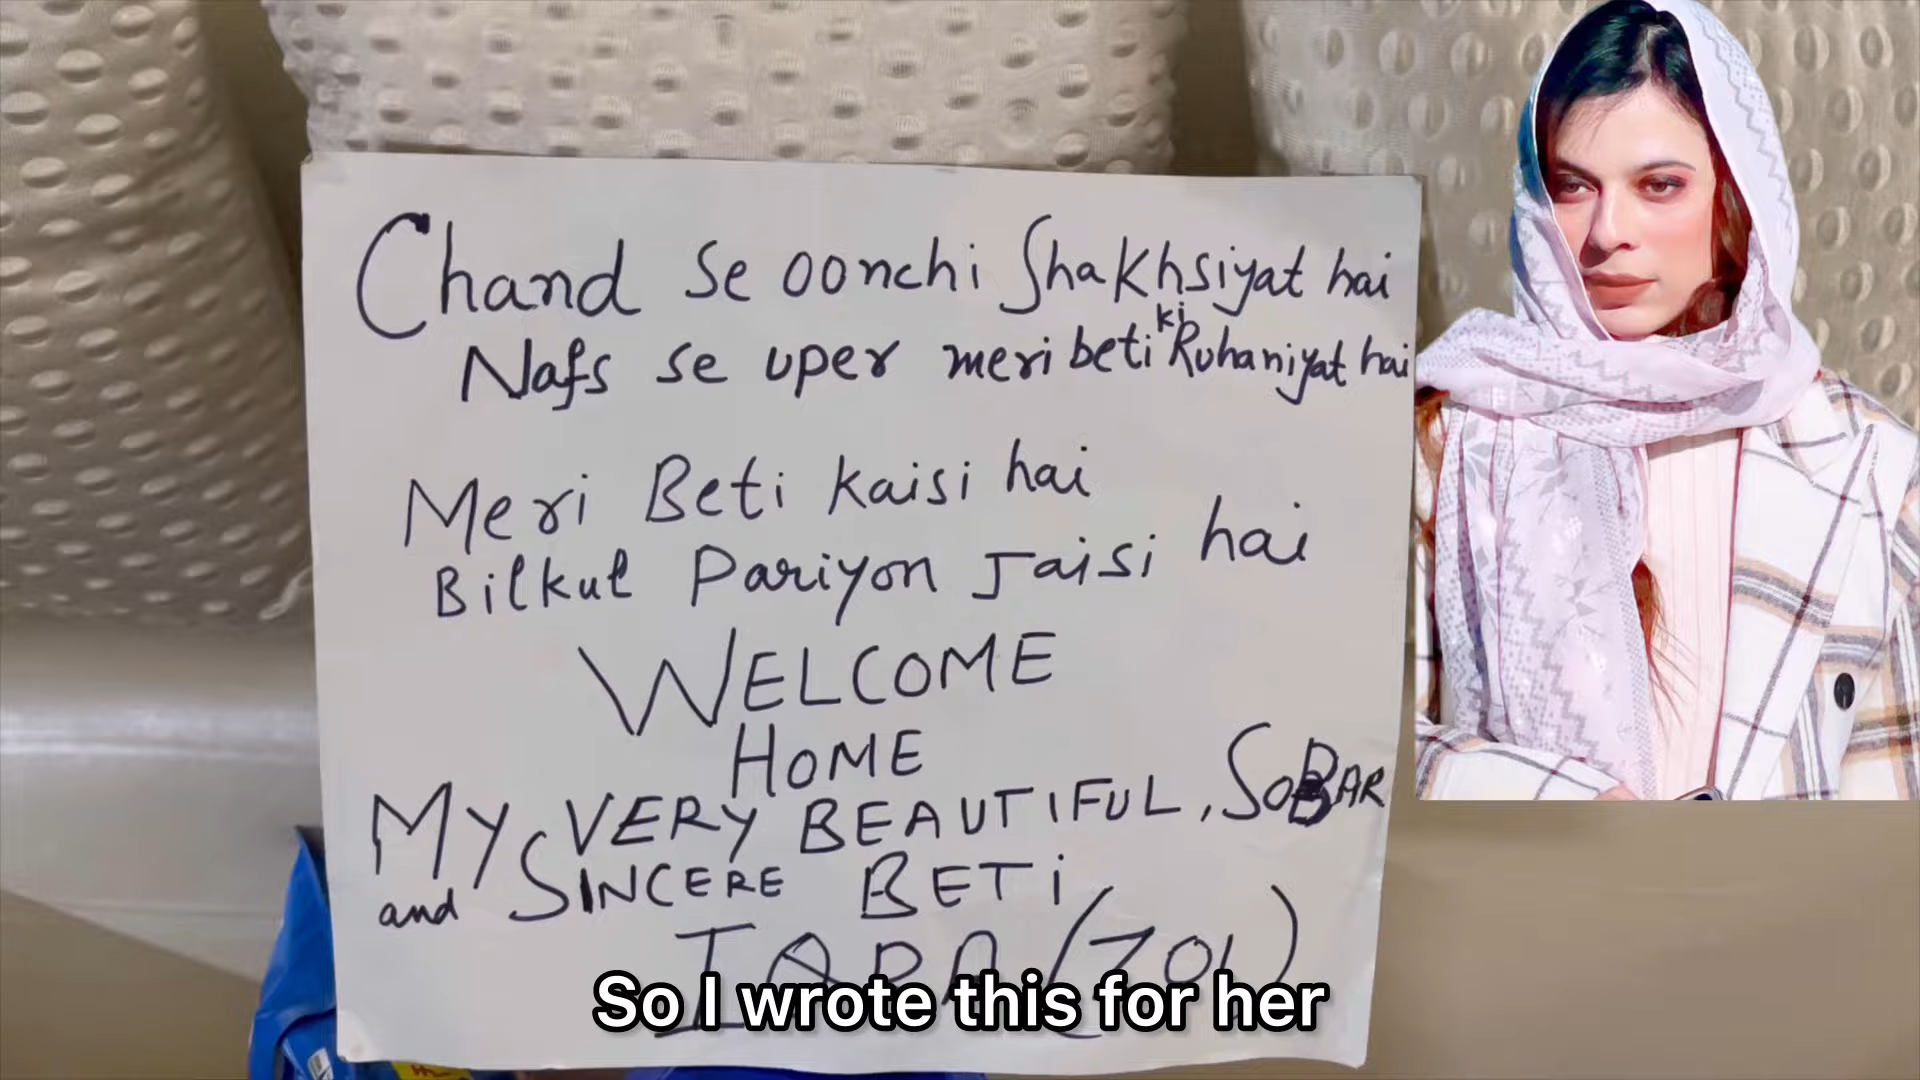 Chand se oonchi Shakhsiyat hai
Nafs se uper meri beti ki Ruhaniyat hai
Meri Beti kaisi hai
Bilkul Pariyon Jaisi hai
WELCOME
HOME
MY VERY BEAUTIFUL, SOBAR
and SINCERE BETi
So I wrote this for her